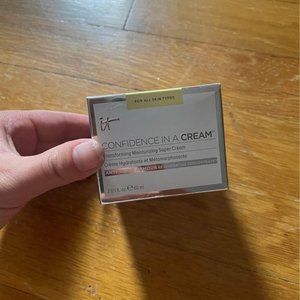 FOR ALL SKIN TYPES
it
CONFIDENCE IN A CREAM™
Transforming Moisturizing Super Cream
Crème Hydratante et Métamorphosante